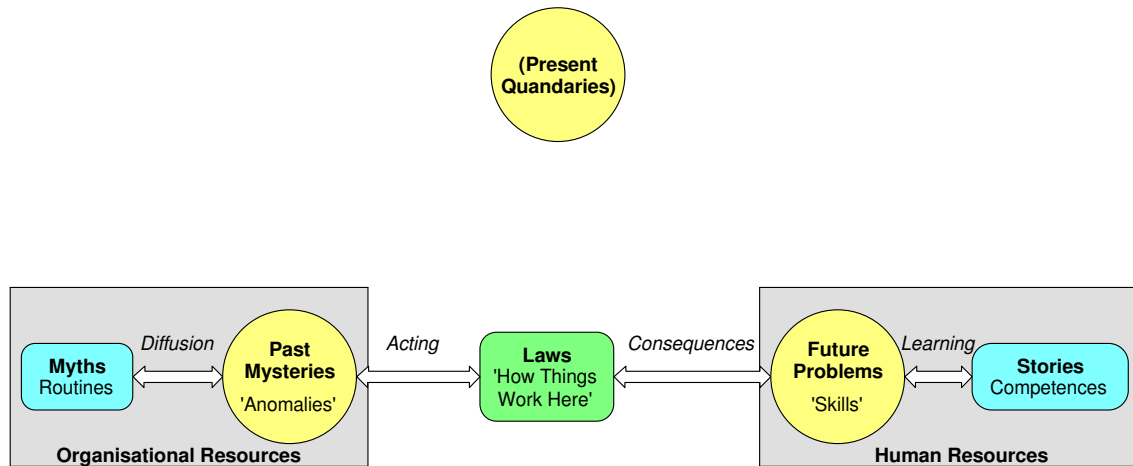 (Present
Quandaries)
Diffusion
Acting
Consequences
Learning
Myths
Routines
Past
Mysteries
'Anomalies'
Laws
'How Things
Work Here'
Future
Problems
'Skills'
Stories
Competences
Organisational Resources
Human Resources